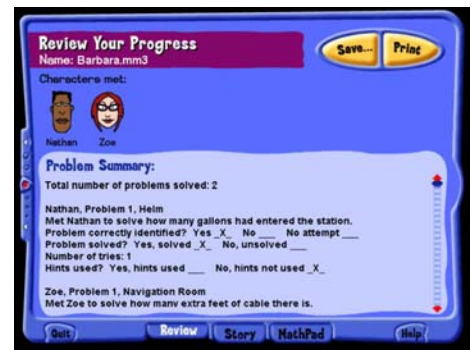 Review Your Progress
Name: Barbara.mm3
Save...
Print
Characters met:
Nathan
Zoe
Problem Summary:
Total number of problems solved: 2
Nathan, Problem 1, Helm
Met Nathan to solve how many gallons had entered the station.
Problem correctly identified? Yes _X_ No ___ No attempt ___
Problem solved? Yes, solved _X_ No, unsolved ___
Number of tries: 1
Hints used? Yes, hints used ___ No, hints not used _X_
Zoe, Problem 1, Navigation Room
Met Zoe to solve how many extra feet of cable there is.
Quit
Review
Story
MathPad
Help